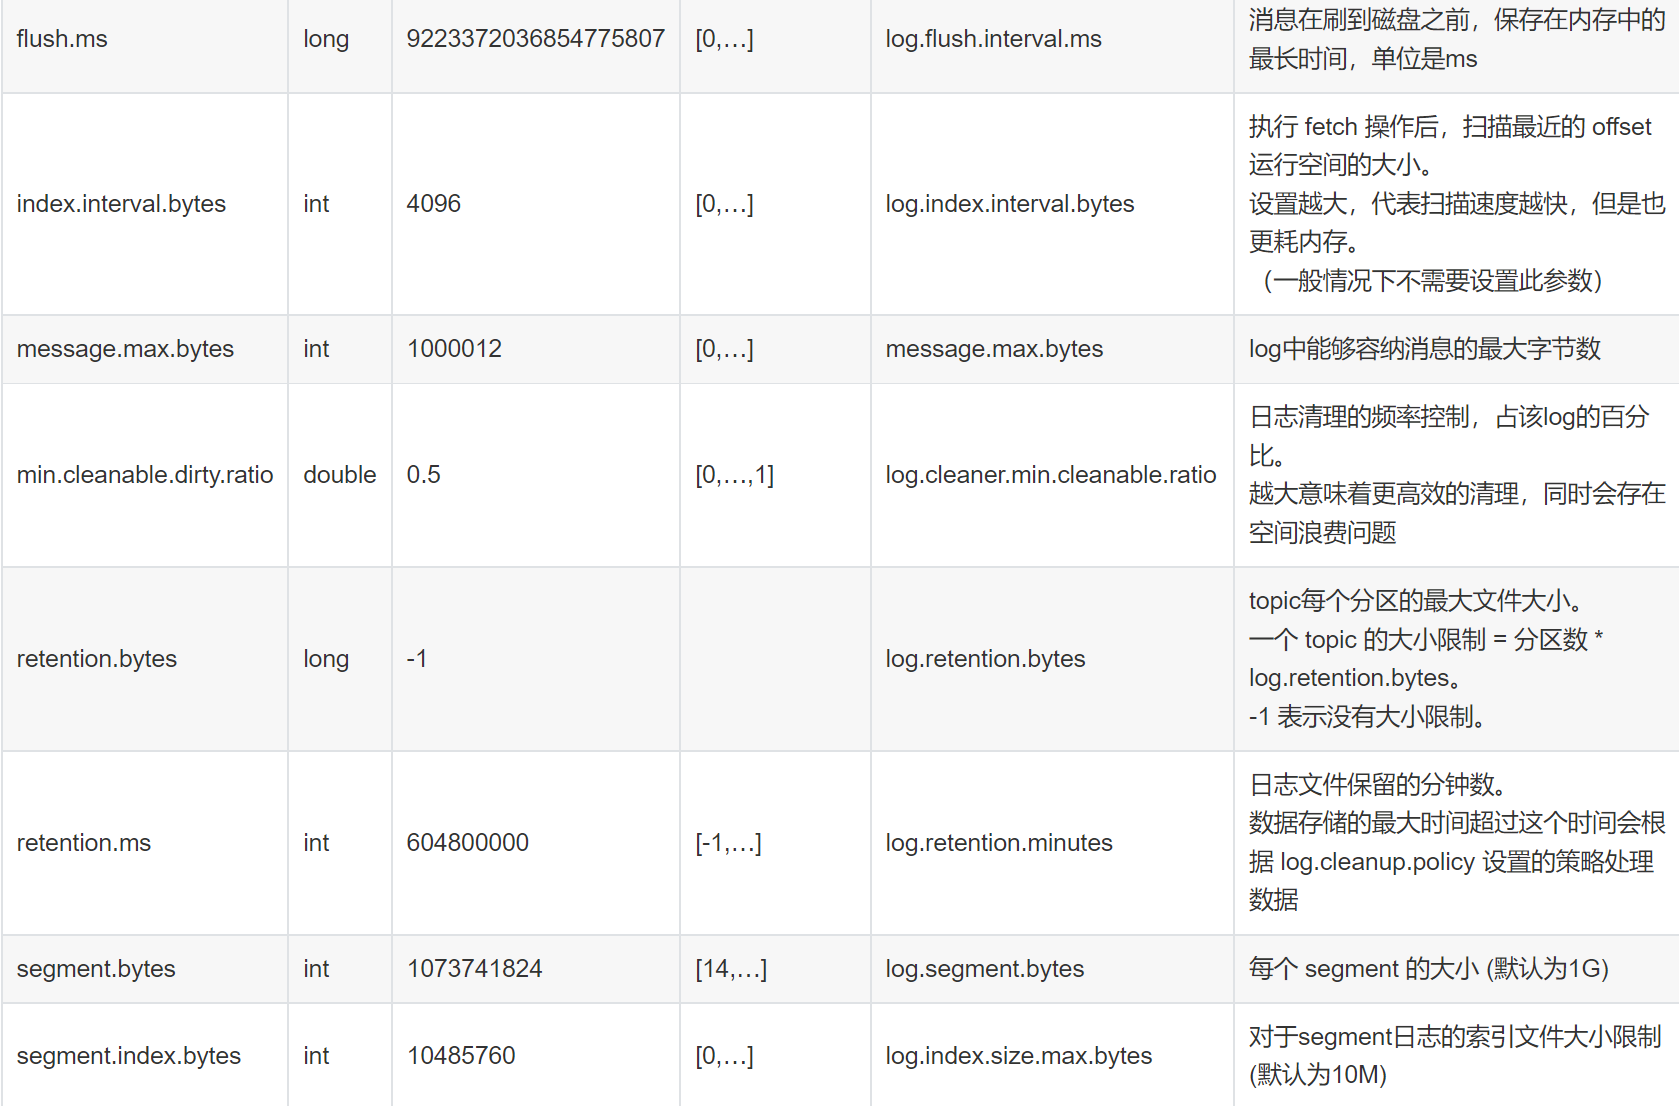 flush.ms long 9223372036854775807 [0,…] log.flush.interval.ms 消息在刷到磁盘之前，保存在内存中的
最长时间，单位是ms
index.interval.bytes int 4096 [0,…] log.index.interval.bytes 执行 fetch 操作后，扫描最近的 offset
运行空间的大小。
设置越大，代表扫描速度越快，但是也
更耗内存。
（一般情况下不需要设置此参数）
message.max.bytes int 1000012 [0,…] message.max.bytes log中能够容纳消息的最大字节数
min.cleanable.dirty.ratio double 0.5 [0,…,1] log.cleaner.min.cleanable.ratio 日志清理的频率控制，占该log的百分
比。
越大意味着更高效的清理，同时会存在
空间浪费问题
retention.bytes long -1 log.retention.bytes topic每个分区的最大文件大小。
一个 topic 的大小限制 = 分区数 *
log.retention.bytes。
-1 表示没有大小限制。
retention.ms int 604800000 [-1,…] log.retention.minutes 日志文件保留的分钟数。
数据存储的最大时间超过这个时间会根
据 log.cleanup.policy 设置的策略处理
数据
segment.bytes int 1073741824 [14,…] log.segment.bytes 每个 segment 的大小 (默认为1G)
segment.index.bytes int 10485760 [0,…] log.index.size.max.bytes 对于segment日志的索引文件大小限制
(默认为10M)